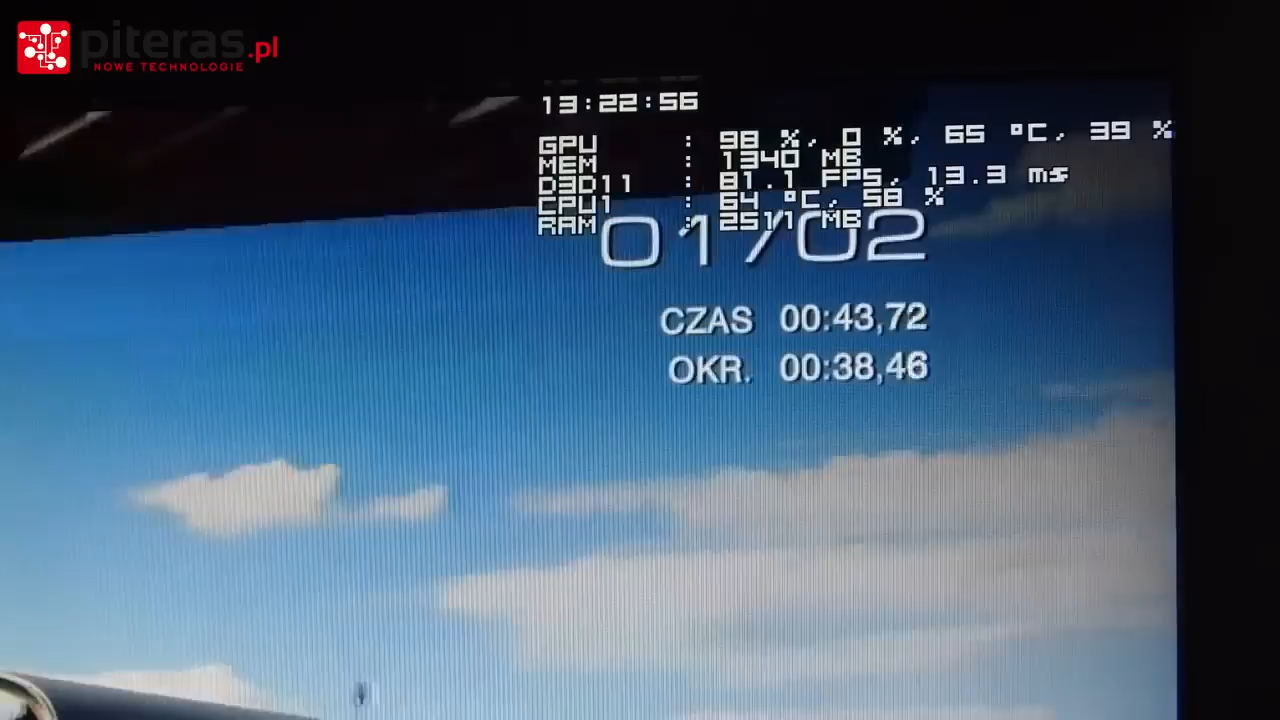 piteras.pl
NOWE TECHNOLOGIE
13:22:56
GPU : 98 %, 0 %, 65 °C, 39 %
MEM : 1340 MB
D3D11 : 81.1 FPS, 13.3 ms
CPU1 : 64 °C, 58 %
RAM : 2511 MB
01/02
CZAS 00:43,72
OKR. 00:38,46